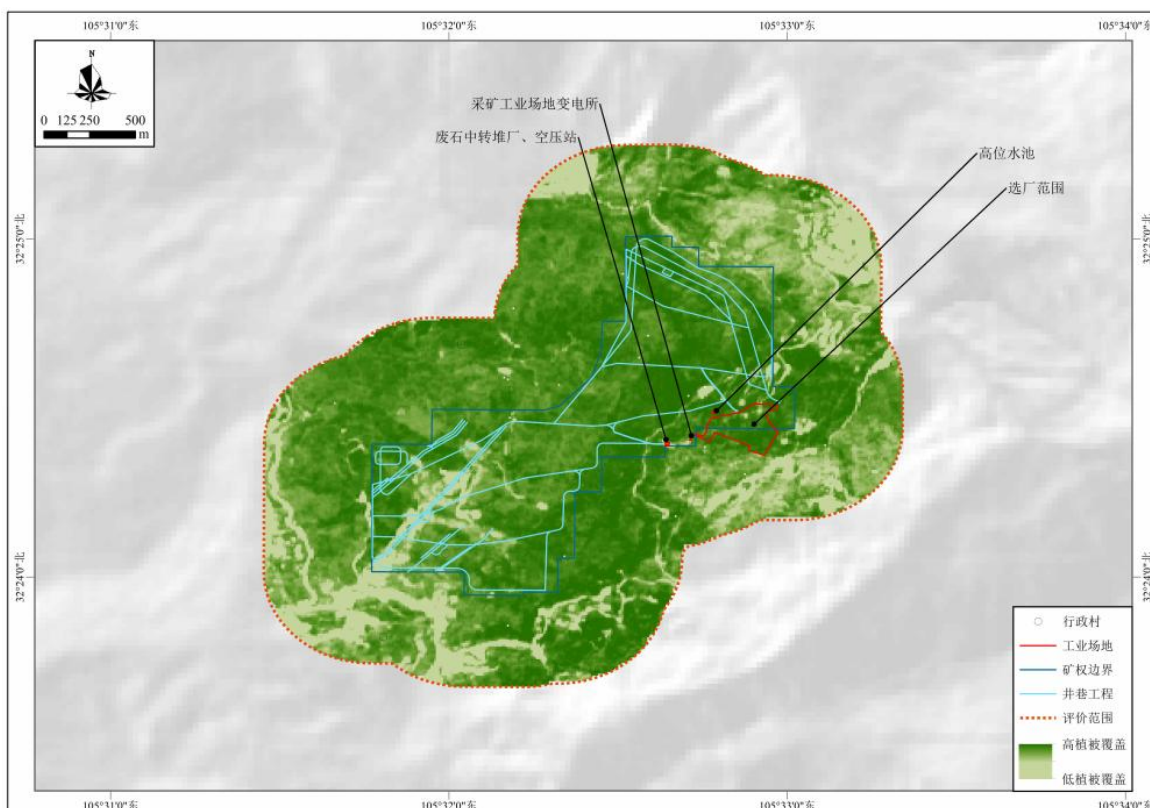 105°31'0"东
105°32'0"东
105°33'0"东
105°34'0"东
N
0 125 250 500
m
采矿工业场地变电所
废石中转堆厂、空压站
高位水池
选厂范围
32°25'0"北
32°25'0"北
32°24'0"北
32°24'0"北
行政村
工业场地
矿权边界
井巷工程
评价范围
高植被覆盖
低植被覆盖
105°31'0"东
105°32'0"东
105°33'0"东
105°34'0"东